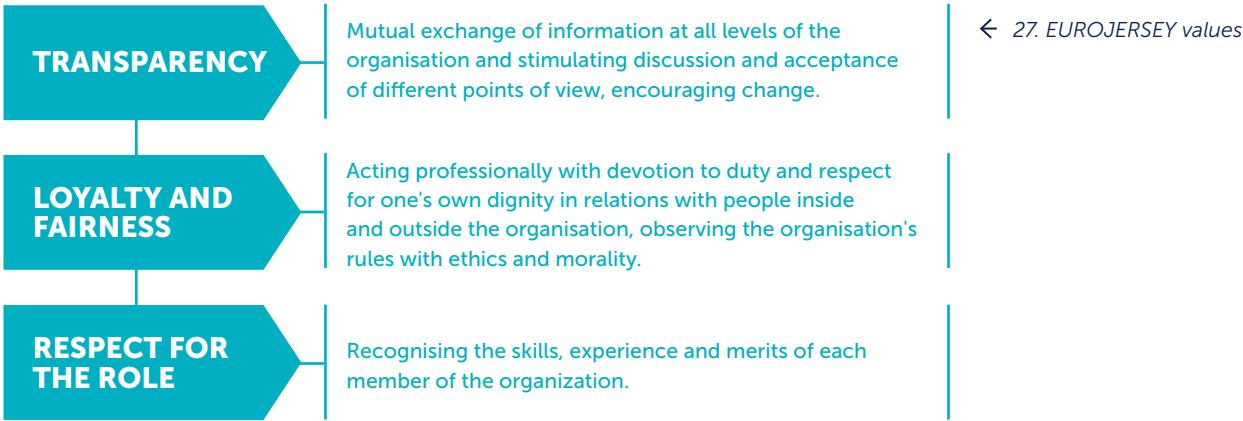 TRANSPARENCY
Mutual exchange of information at all levels of the
organisation and stimulating discussion and acceptance
of different points of view, encouraging change.
← 27. EUROJERSEY values
LOYALTY AND
FAIRNESS
Acting professionally with devotion to duty and respect
for one's own dignity in relations with people inside
and outside the organisation, observing the organisation's
rules with ethics and morality.
RESPECT FOR
THE ROLE
Recognising the skills, experience and merits of each
member of the organization.